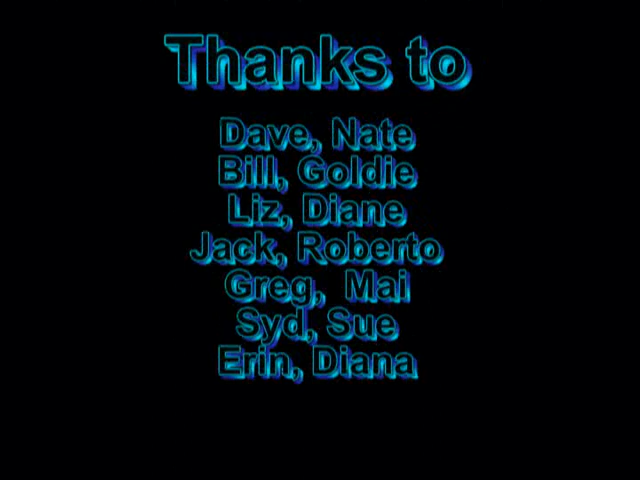 Thanks to
Dave, Nate
Bill, Goldie
Liz, Diane
Jack, Roberto
Greg, Mai
Syd, Sue
Erin, Diana